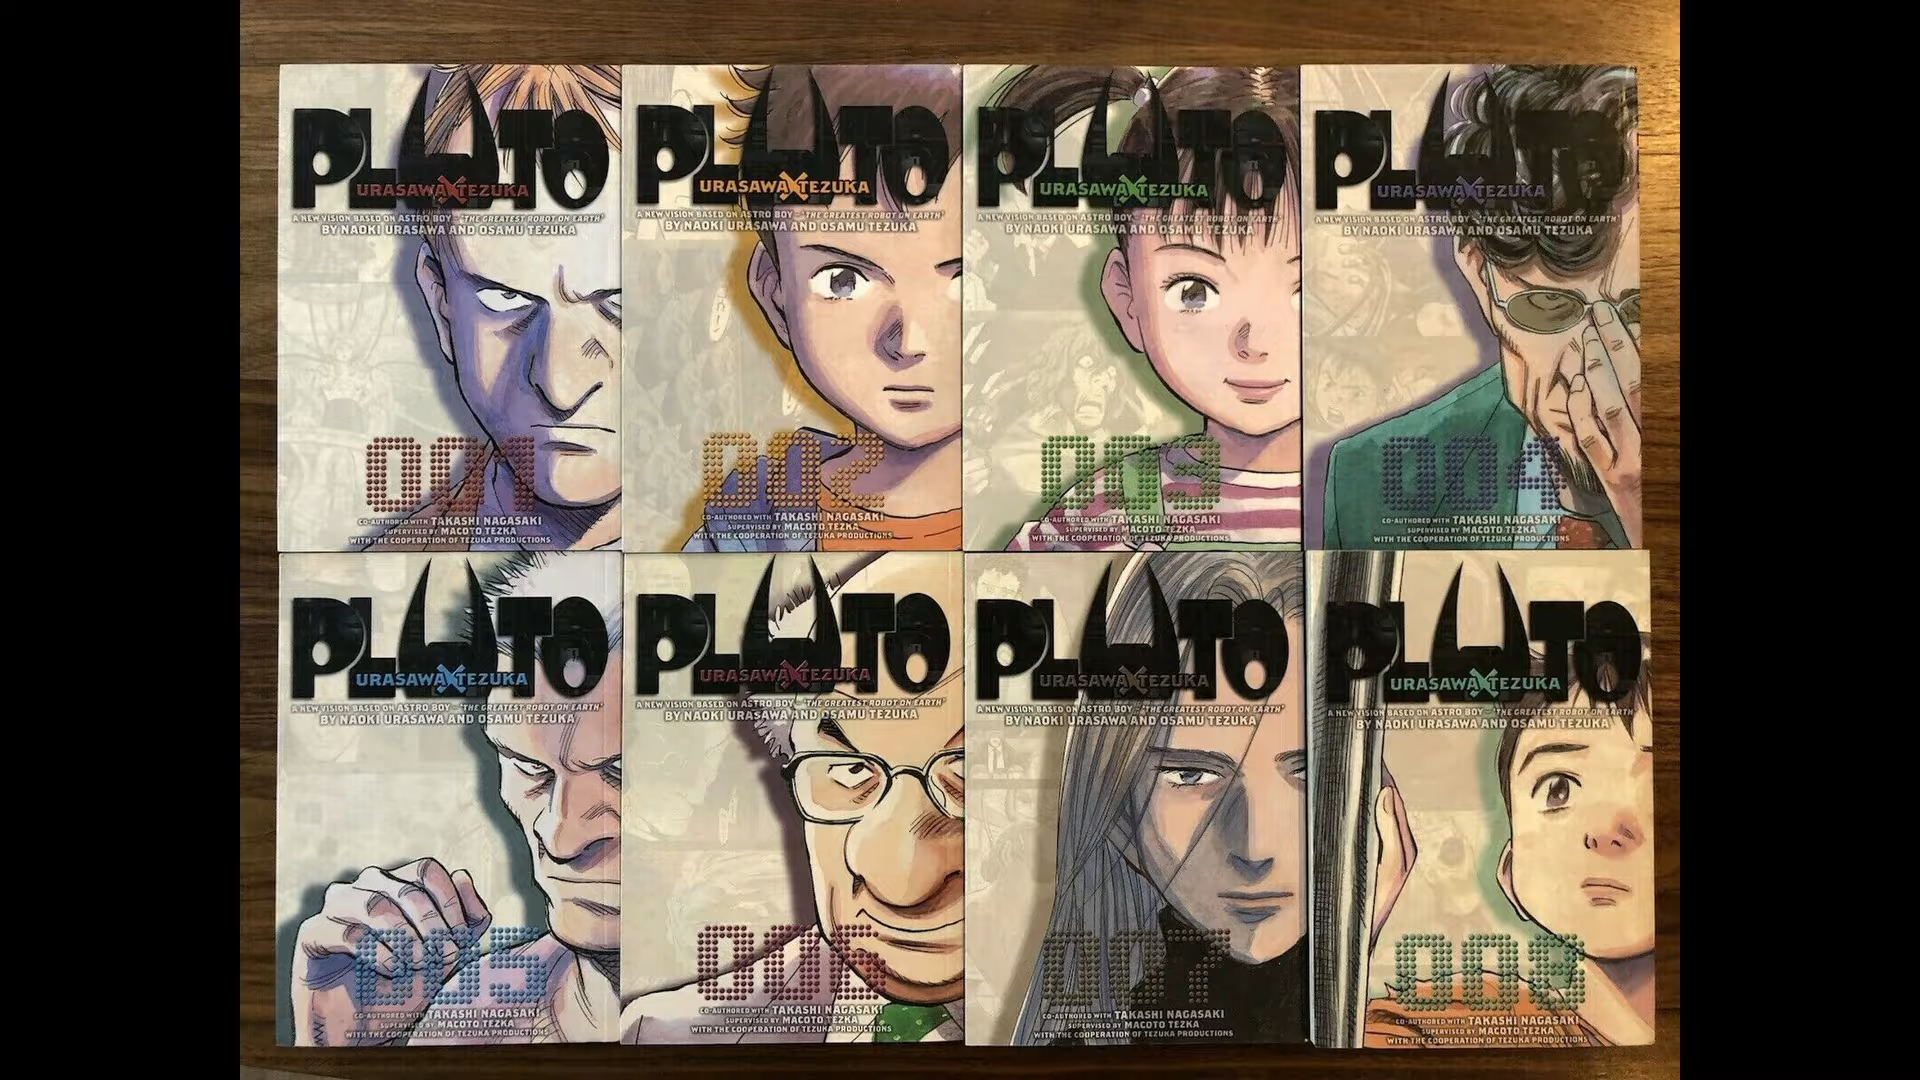 PLUTO
URASAWA X TEZUKA
A NEW VISION BASED ON ASTRO BOY—'THE GREATEST ROBOT ON EARTH'
BY NAOKI URASAWA AND OSAMU TEZUKA
001
CO-AUTHORED WITH TAKASHI NAGASAKI
SUPERVISED BY MACOTO TEZKA
WITH THE COOPERATION OF TEZUKA PRODUCTIONS
PLUTO
URASAWA X TEZUKA
A NEW VISION BASED ON ASTRO BOY—'THE GREATEST ROBOT ON EARTH'
BY NAOKI URASAWA AND OSAMU TEZUKA
002
CO-AUTHORED WITH TAKASHI NAGASAKI
SUPERVISED BY MACOTO TEZKA
WITH THE COOPERATION OF TEZUKA PRODUCTIONS
PLUTO
URASAWA X TEZUKA
A NEW VISION BASED ON ASTRO BOY—'THE GREATEST ROBOT ON EARTH'
BY NAOKI URASAWA AND OSAMU TEZUKA
003
CO-AUTHORED WITH TAKASHI NAGASAKI
SUPERVISED BY MACOTO TEZKA
WITH THE COOPERATION OF TEZUKA PRODUCTIONS
PLUTO
URASAWA X TEZUKA
A NEW VISION BASED ON ASTRO BOY—'THE GREATEST ROBOT ON EARTH'
BY NAOKI URASAWA AND OSAMU TEZUKA
004
CO-AUTHORED WITH TAKASHI NAGASAKI
SUPERVISED BY MACOTO TEZKA
WITH THE COOPERATION OF TEZUKA PRODUCTIONS
PLUTO
URASAWA X TEZUKA
A NEW VISION BASED ON ASTRO BOY—'THE GREATEST ROBOT ON EARTH'
BY NAOKI URASAWA AND OSAMU TEZUKA
005
CO-AUTHORED WITH TAKASHI NAGASAKI
SUPERVISED BY MACOTO TEZKA
WITH THE COOPERATION OF TEZUKA PRODUCTIONS
PLUTO
URASAWA X TEZUKA
A NEW VISION BASED ON ASTRO BOY—'THE GREATEST ROBOT ON EARTH'
BY NAOKI URASAWA AND OSAMU TEZUKA
006
CO-AUTHORED WITH TAKASHI NAGASAKI
SUPERVISED BY MACOTO TEZKA
WITH THE COOPERATION OF TEZUKA PRODUCTIONS
PLUTO
URASAWA X TEZUKA
A NEW VISION BASED ON ASTRO BOY—'THE GREATEST ROBOT ON EARTH'
BY NAOKI URASAWA AND OSAMU TEZUKA
007
CO-AUTHORED WITH TAKASHI NAGASAKI
SUPERVISED BY MACOTO TEZKA
WITH THE COOPERATION OF TEZUKA PRODUCTIONS
PLUTO
URASAWA X TEZUKA
A NEW VISION BASED ON ASTRO BOY—'THE GREATEST ROBOT ON EARTH'
BY NAOKI URASAWA AND OSAMU TEZUKA
008
CO-AUTHORED WITH TAKASHI NAGASAKI
SUPERVISED BY MACOTO TEZKA
WITH THE COOPERATION OF TEZUKA PRODUCTIONS